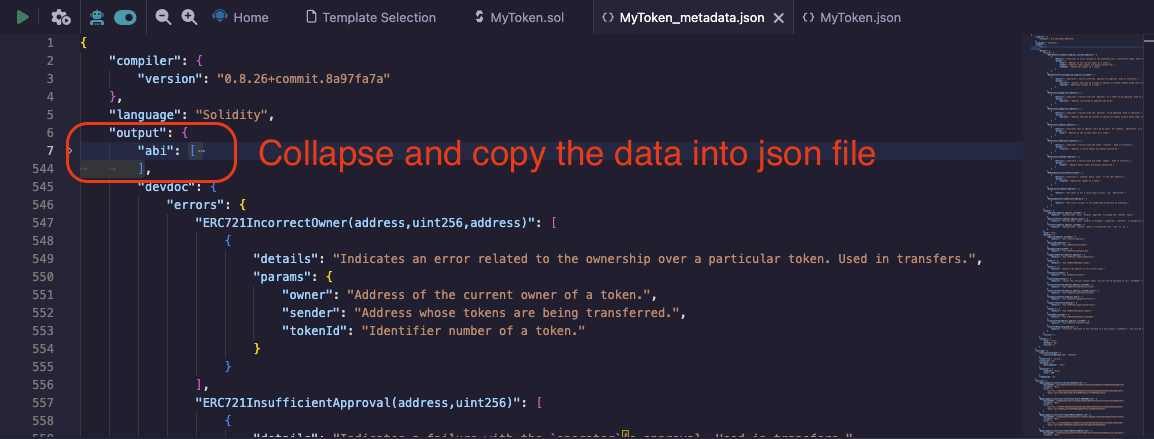 Home
Template Selection
MyToken.sol
MyToken_metadata.json
MyToken.json
1 {
2 "compiler": {
3 "version": "0.8.26+commit.8a97fa7a"
4 },
5 "language": "Solidity",
6 "output": {
7 "abi": [⋯
544 ],
545 "devdoc": {
546 "errors": {
547 "ERC721IncorrectOwner(address,uint256,address)": [
548 {
549 "details": "Indicates an error related to the ownership over a particular token. Used in transfers.",
550 "params": {
551 "owner": "Address of the current owner of a token.",
552 "sender": "Address whose tokens are being transferred.",
553 "tokenId": "Identifier number of a token."
554 }
555 }
556 ],
557 "ERC721InsufficientApproval(address,uint256)": [
558 {
Collapse and copy the data into json file